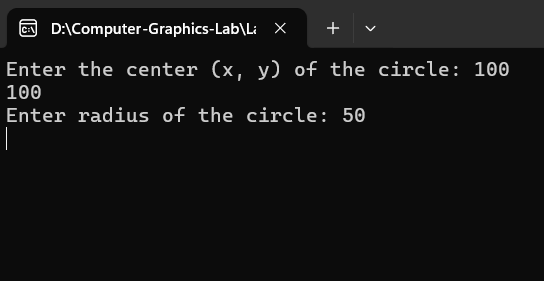 D:\Computer-Graphics-Lab\La
Enter the center (x, y) of the circle: 100
100
Enter radius of the circle: 50